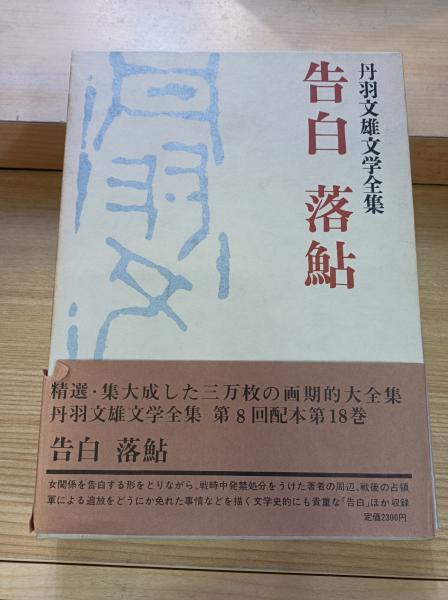 丹羽文雄文学全集
告白 落鮎
精選・集大成した三万枚の画期的大全集
丹羽文雄文学全集 第8回配本第18巻
告白 落鮎
女関係を告白する形をとりながら、戦時中発禁処分をうけた著者の周辺、戦後の占領
軍による追放をどうにか免れた事情などを描く文学史的にも貴重な「告白」ほか収録
定価2300円